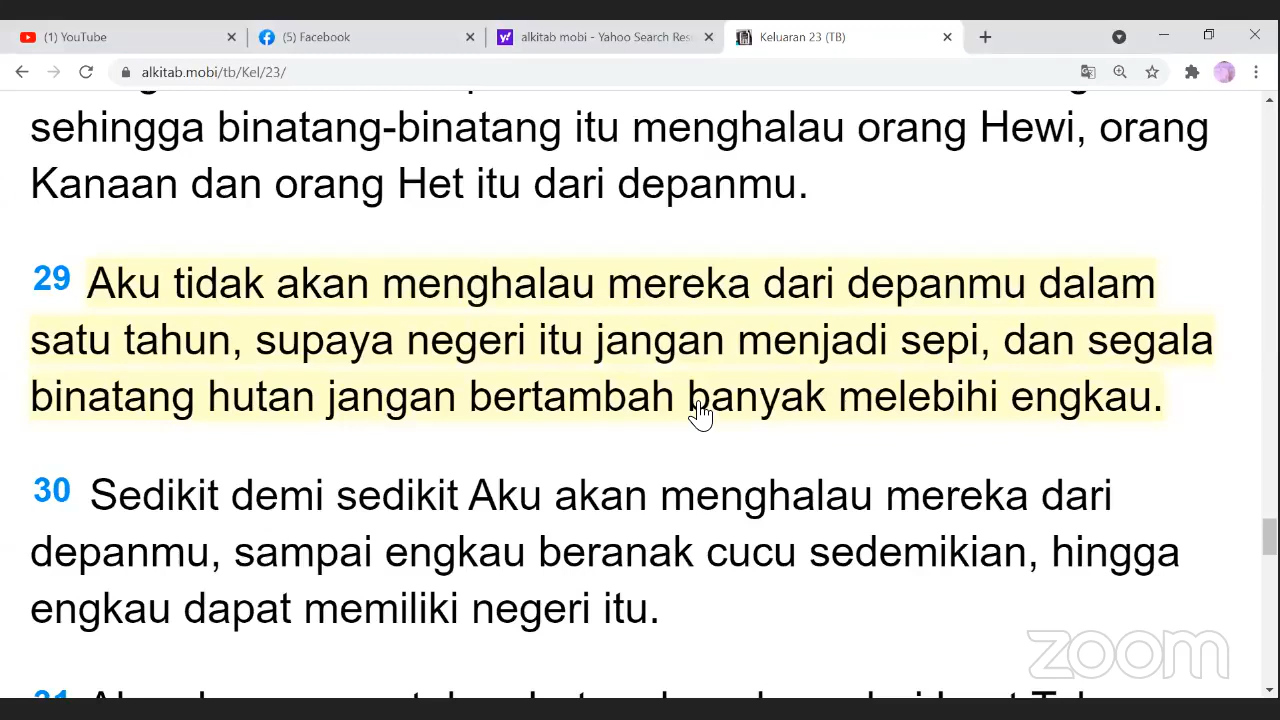 (1) YouTube
(5) Facebook
alkitab mobi - Yahoo Search Res
Keluaran 23 (TB)
alkitab.mobi/tb/Kel/23/
sehingga binatang-binatang itu menghalau orang Hewi, orang
Kanaan dan orang Het itu dari depanmu.
29 Aku tidak akan menghalau mereka dari depanmu dalam
satu tahun, supaya negeri itu jangan menjadi sepi, dan segala
binatang hutan jangan bertambah banyak melebihi engkau.
30 Sedikit demi sedikit Aku akan menghalau mereka dari
depanmu, sampai engkau beranak cucu sedemikian, hingga
engkau dapat memiliki negeri itu.
zoom